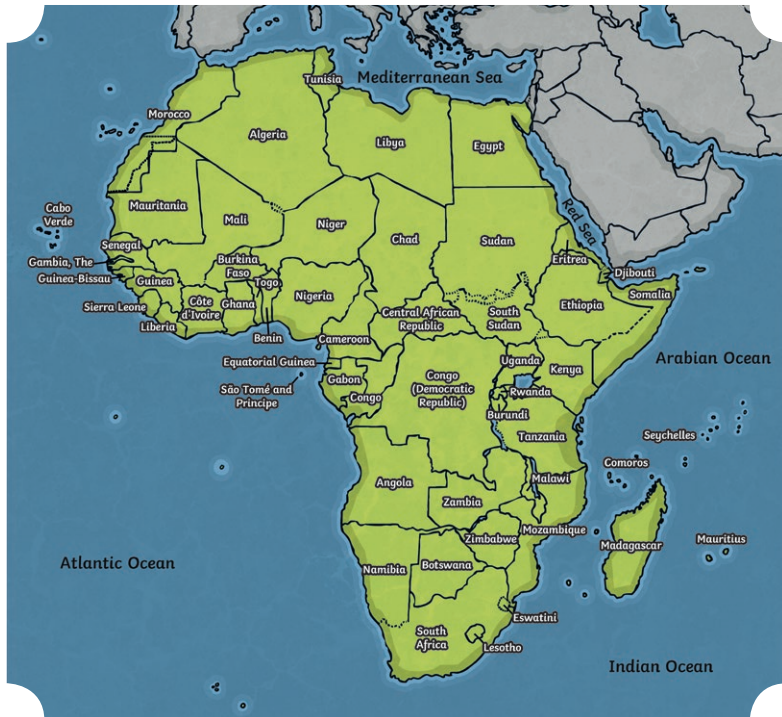 Mediterranean Sea
Tunisia
Morocco
Algeria
Libya
Egypt
Red Sea
Cabo
Verde
Mauritania
Mali
Niger
Chad
Sudan
Eritrea
Senegal
Gambia, The
Guinea-Bissau
Guinea
Burkina
Faso
Togo
Nigeria
Djibouti
Somalia
Ethiopia
Sierra Leone
Liberia
Côte
d'Ivoire
Ghana
Benin
Cameroon
Central African
Republic
South
Sudan
Equatorial Guinea
Uganda
Kenya
Arabian Ocean
São Tomé and
Príncipe
Gabon
Congo
Congo
(Democratic
Republic)
Rwanda
Burundi
Tanzania
Seychelles
Comoros
Angola
Zambia
Malawi
Mozambique
Zimbabwe
Madagascar
Mauritius
Atlantic Ocean
Namibia
Botswana
Eswatini
South
Africa
Lesotho
Indian Ocean